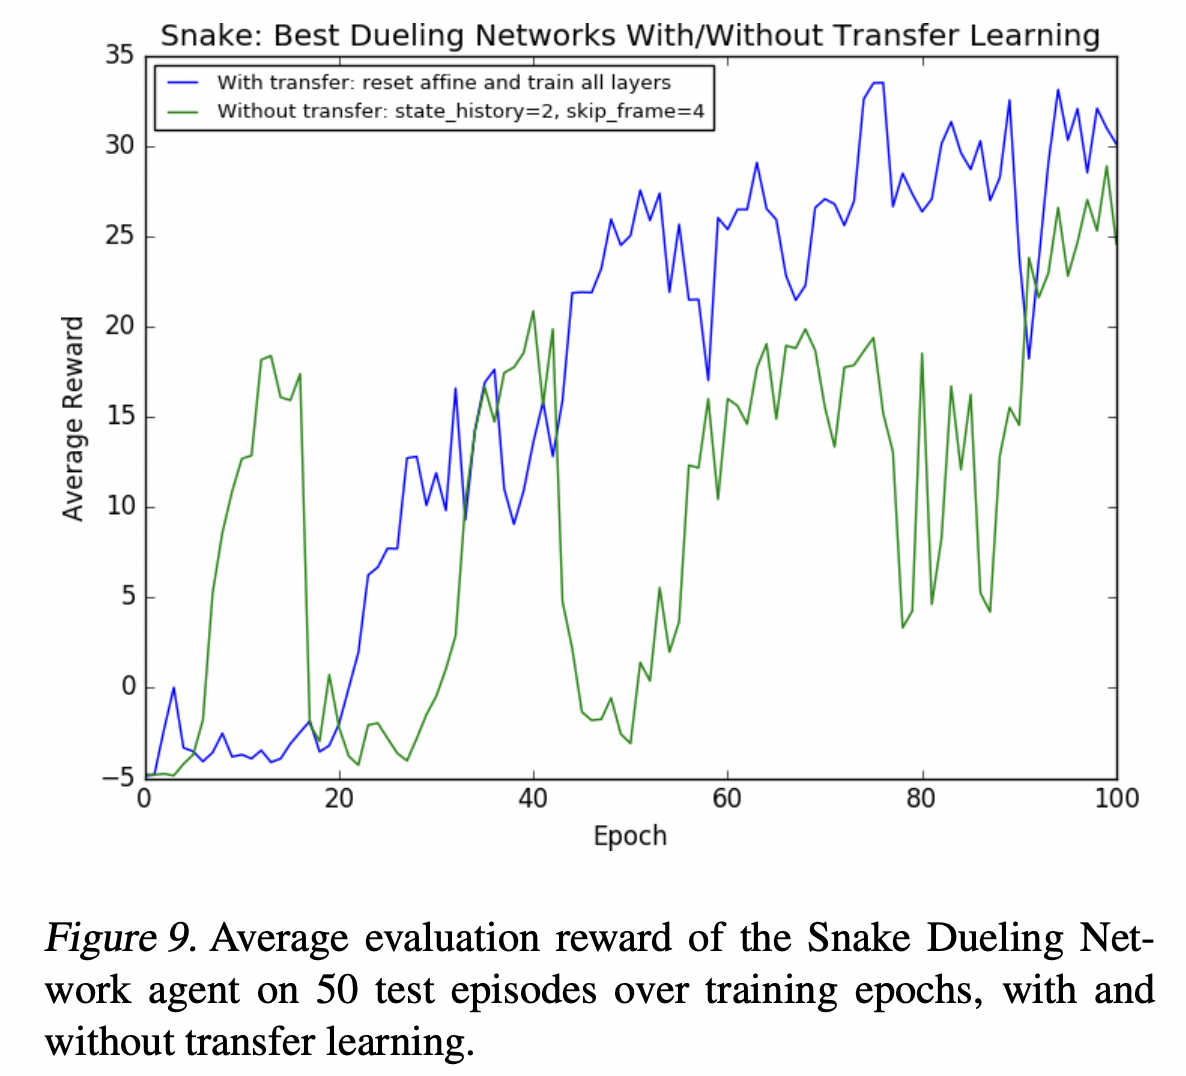 Snake: Best Dueling Networks With/Without Transfer Learning
With transfer: reset affine and train all layers
Without transfer: state_history=2, skip_frame=4
35
30
25
20
15
10
5
0
−5
Average Reward
0 20 40 60 80 100
Epoch
Figure 9. Average evaluation reward of the Snake Dueling Net-
work agent on 50 test episodes over training epochs, with and
without transfer learning.